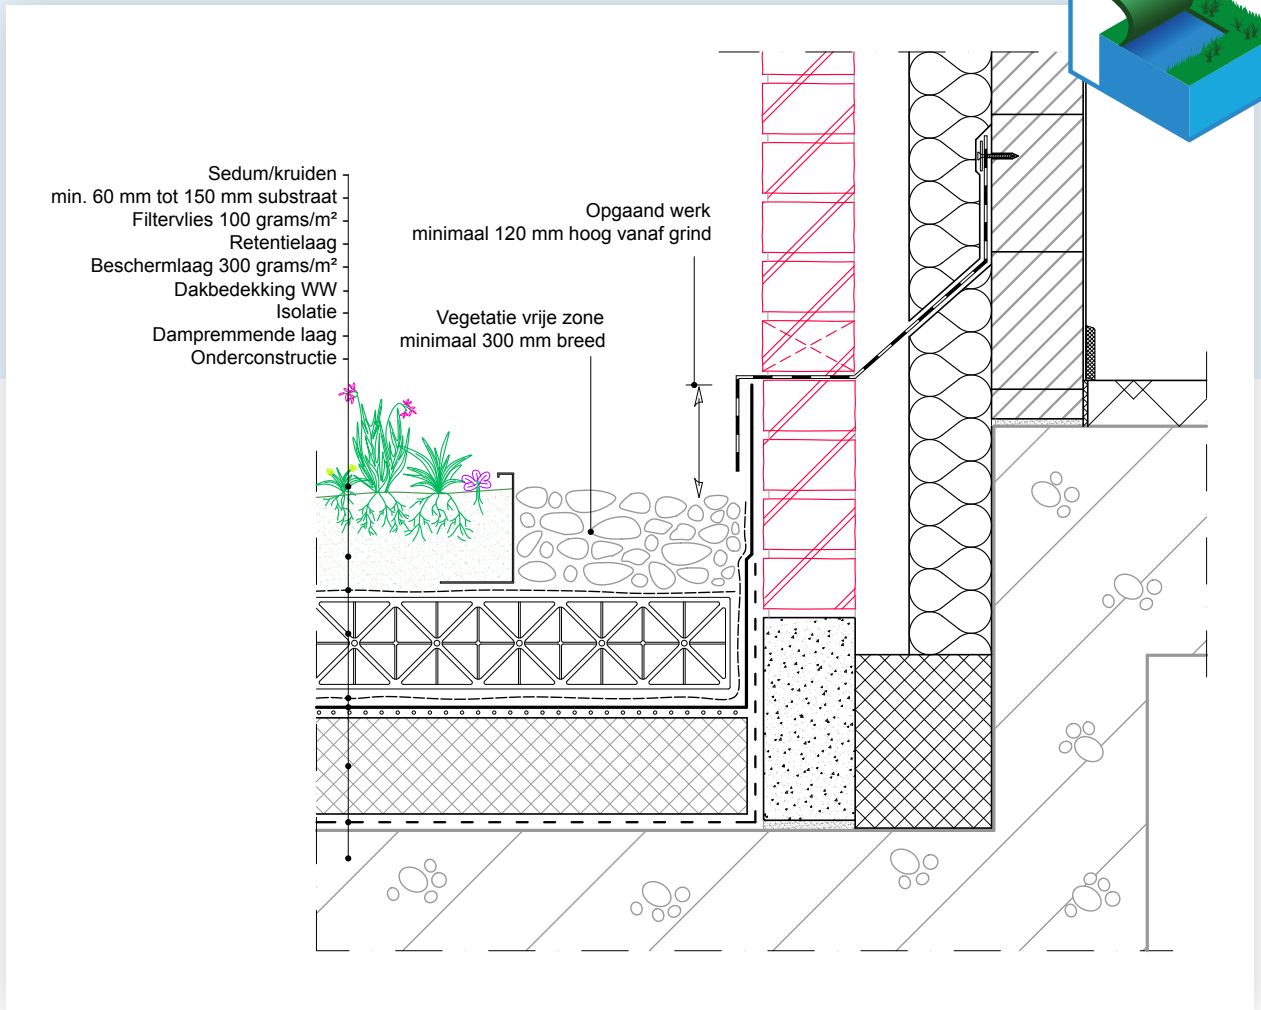 Sedum/kruiden
min. 60 mm tot 150 mm substraat
Filtervlies 100 grams/m²
Retentielaag
Beschermlaag 300 grams/m²
Dakbedekking WW
Isolatie
Dampremmende laag
Onderconstructie
Opgaand werk
minimaal 120 mm hoog vanaf grind
Vegetatie vrije zone
minimaal 300 mm breed